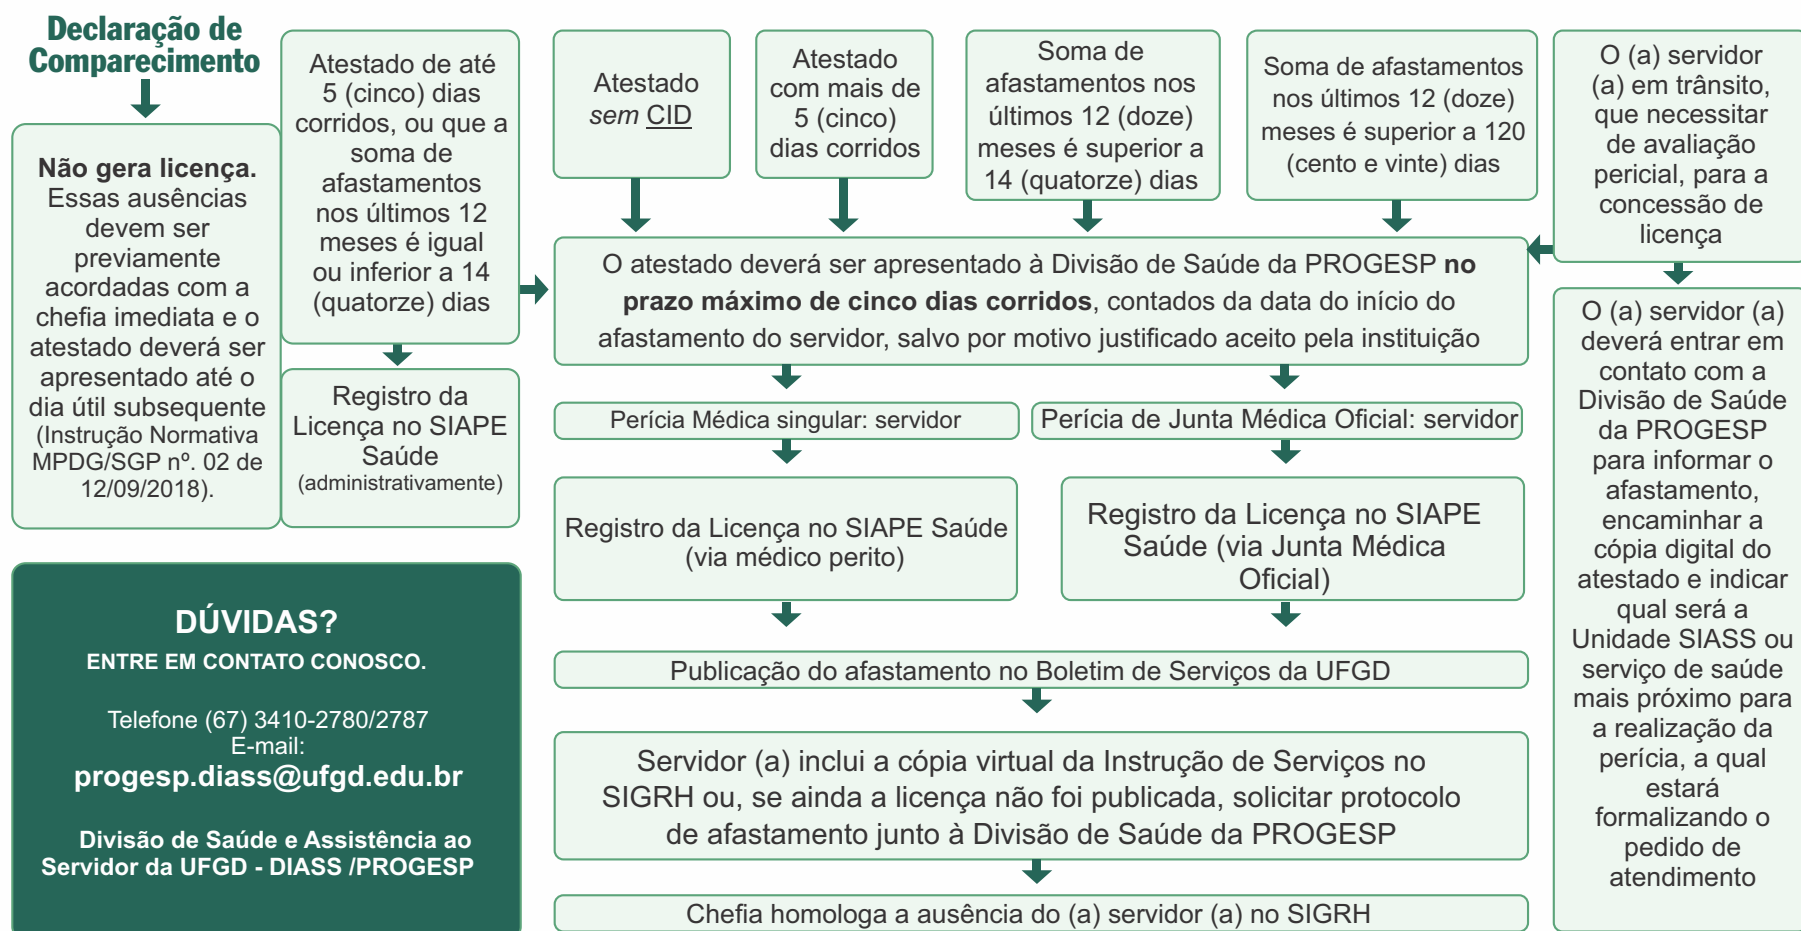 Declaração de
Comparecimento
Não gera licença.
Essas ausências
devem ser
previamente
acordadas com a
chefia imediata e o
atestado deverá ser
apresentado até o
dia útil subsequente
(Instrução Normativa
MPDG/SGP nº. 02 de
12/09/2018).
Atestado de até
5 (cinco) dias
corridos, ou que a
soma de
afastamentos
nos últimos 12
meses é igual
ou inferior a 14
(quatorze) dias
Registro da
Licença no SIAPE
Saúde
(administrativamente)
Atestado
sem CID
Atestado
com mais de
5 (cinco)
dias corridos
Soma de
afastamentos nos
últimos 12 (doze)
meses é superior a
14 (quatorze) dias
Soma de afastamentos
nos últimos 12 (doze)
meses é superior a 120
(cento e vinte) dias
O (a) servidor
(a) em trânsito,
que necessitar
de avaliação
pericial, para a
concessão de
licença
O atestado deverá ser apresentado à Divisão de Saúde da PROGESP no
prazo máximo de cinco dias corridos, contados da data do início do
afastamento do servidor, salvo por motivo justificado aceito pela instituição
Perícia Médica singular: servidor
Perícia de Junta Médica Oficial: servidor
Registro da Licença no SIAPE Saúde
(via médico perito)
Registro da Licença no SIAPE
Saúde (via Junta Médica
Oficial)
Publicação do afastamento no Boletim de Serviços da UFGD
Servidor (a) inclui a cópia virtual da Instrução de Serviços no
SIGRH ou, se ainda a licença não foi publicada, solicitar protocolo
de afastamento junto à Divisão de Saúde da PROGESP
Chefia homologa a ausência do (a) servidor (a) no SIGRH
O (a) servidor (a)
deverá entrar em
contato com a
Divisão de Saúde
da PROGESP
para informar o
afastamento,
encaminhar a
cópia digital do
atestado e indicar
qual será a
Unidade SIASS ou
serviço de saúde
mais próximo para
a realização da
perícia, a qual
estará
formalizando o
pedido de
atendimento
DÚVIDAS?
ENTRE EM CONTATO CONOSCO.
Telefone (67) 3410-2780/2787
E-mail:
progesp.diass@ufgd.edu.br
Divisão de Saúde e Assistência ao
Servidor da UFGD - DIASS /PROGESP